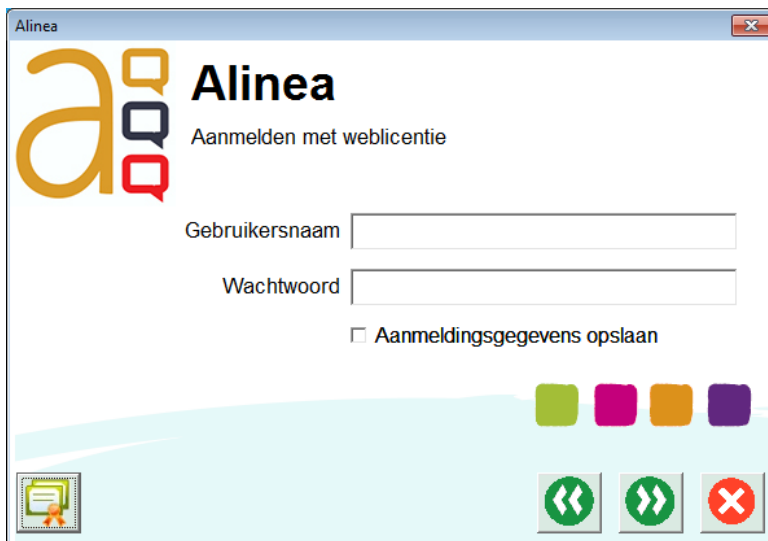 Alinea
Alinea
Aanmelden met weblicentie
Gebruikersnaam
Wachtwoord
Aanmeldingsgegevens opslaan